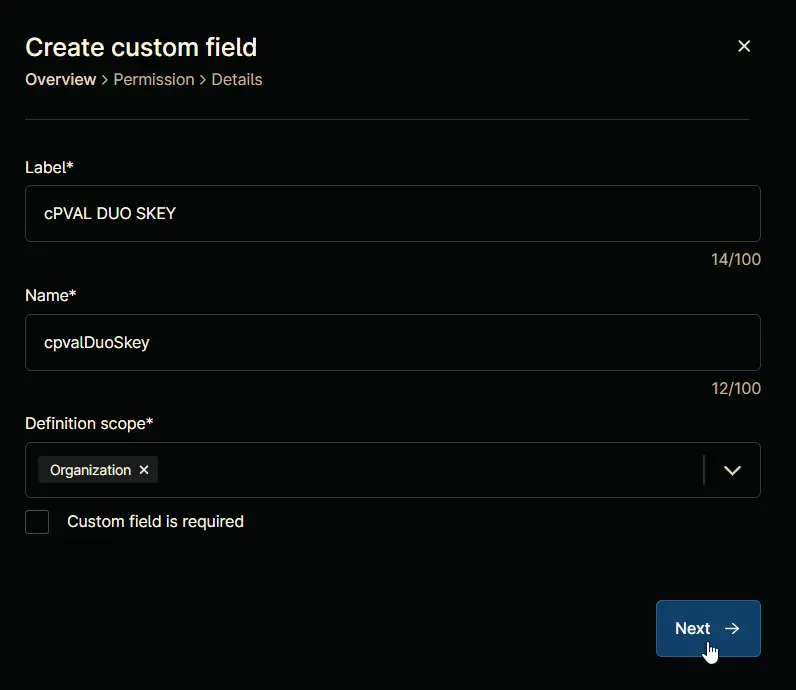 Create custom field
Overview > Permission > Details
Label*
cPVAL DUO SKEY
14/100
Name*
cpvalDuoSkey
12/100
Definition scope*
Organization
Custom field is required
Next